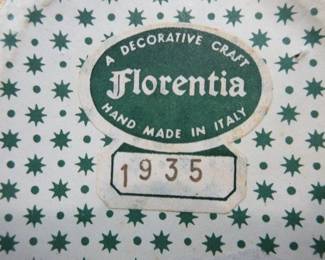 A DECORATIVE CRAFT
Florentia
HAND MADE IN ITALY
1935